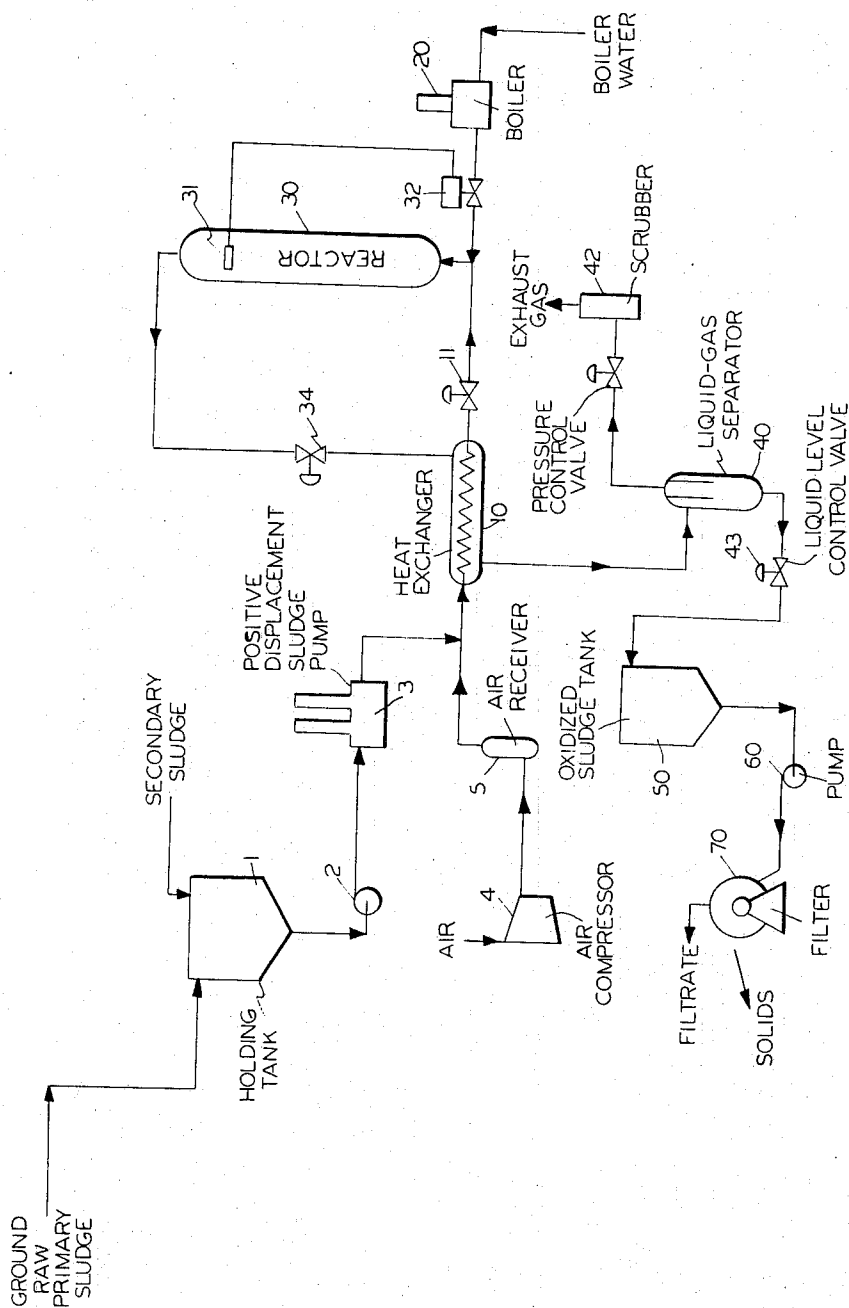 GROUND
RAW
PRIMARY
SLUDGE
SECONDARY
SLUDGE
1
HOLDING
TANK
2
POSITIVE
DISPLACEMENT
SLUDGE
PUMP
3
AIR
4
AIR
COMPRESSOR
5
AIR
RECEIVER
HEAT
EXCHANGER
10
11
34
31
30
REACTOR
32
20
BOILER
BOILER
WATER
EXHAUST
GAS
42
SCRUBBER
PRESSURE
CONTROL
VALVE
LIQUID-GAS
SEPARATOR
40
43
LIQUID LEVEL
CONTROL VALVE
OXIDIZED
SLUDGE TANK
50
60
PUMP
70
FILTER
FILTRATE
SOLIDS